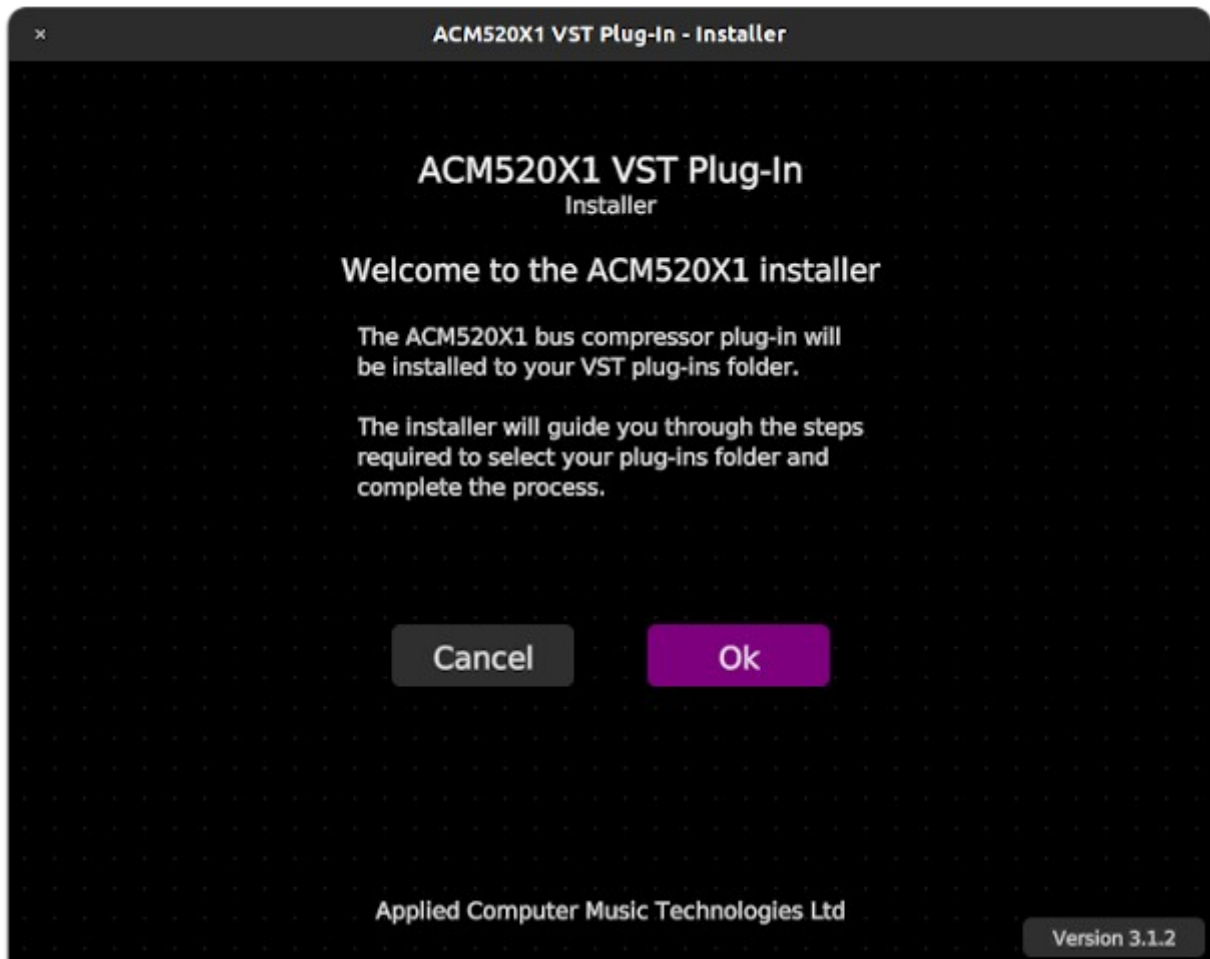 ACM520X1 VST Plug-In - Installer
ACM520X1 VST Plug-In
Installer
Welcome to the ACM520X1 installer
The ACM520X1 bus compressor plug-in will
be installed to your VST plug-ins folder.
The installer will guide you through the steps
required to select your plug-ins folder and
complete the process.
Cancel
Ok
Applied Computer Music Technologies Ltd
Version 3.1.2